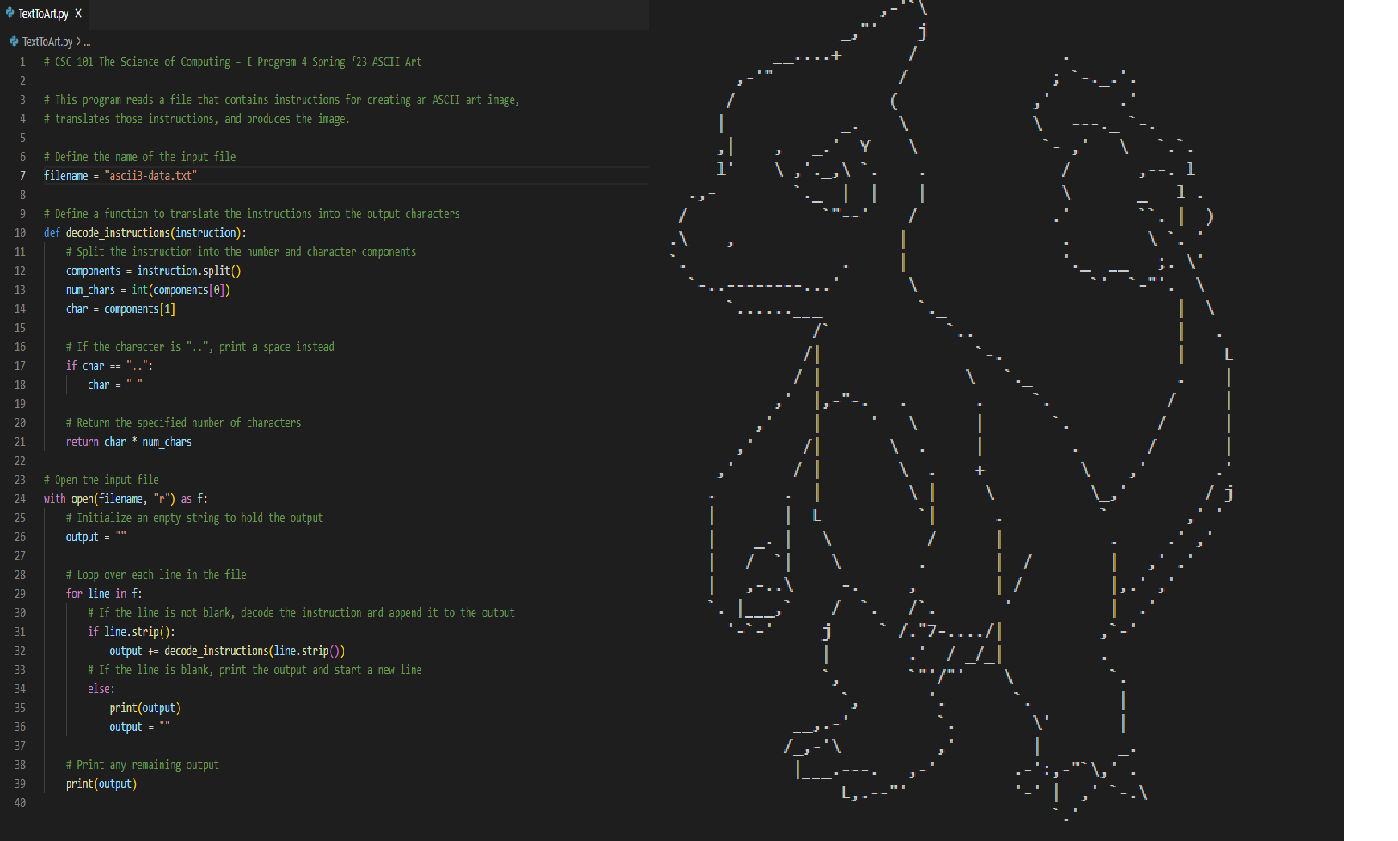 TextToArt.py X
TextToArt.py > ...
1 # CSC 101 The Science of Computing - E Program 4 Spring '23 ASCII Art
2
3 # This program reads a file that contains instructions for creating an ASCII art image,
4 # translates those instructions, and produces the image.
5
6 # Define the name of the input file
7 filename = "ascii3-data.txt"
8
9 # Define a function to translate the instructions into the output characters
10 def decode_instructions(instruction):
11 # Split the instruction into the number and character components
12 components = instruction.split()
13 num_chars = int(components[0])
14 char = components[1]
15
16 # If the character is "..", print a space instead
17 if char == "..":
18 char = " "
19
20 # Return the specified number of characters
21 return char * num_chars
22
23 # Open the input file
24 with open(filename, "r") as f:
25 # Initialize an empty string to hold the output
26 output = ""
27
28 # Loop over each line in the file
29 for line in f:
30 # If the line is not blank, decode the instruction and append it to the output
31 if line.strip():
32 output += decode_instructions(line.strip())
33 # If the line is blank, print the output and start a new line
34 else:
35 print(output)
36 output = ""
37
38 # Print any remaining output
39 print(output)
40